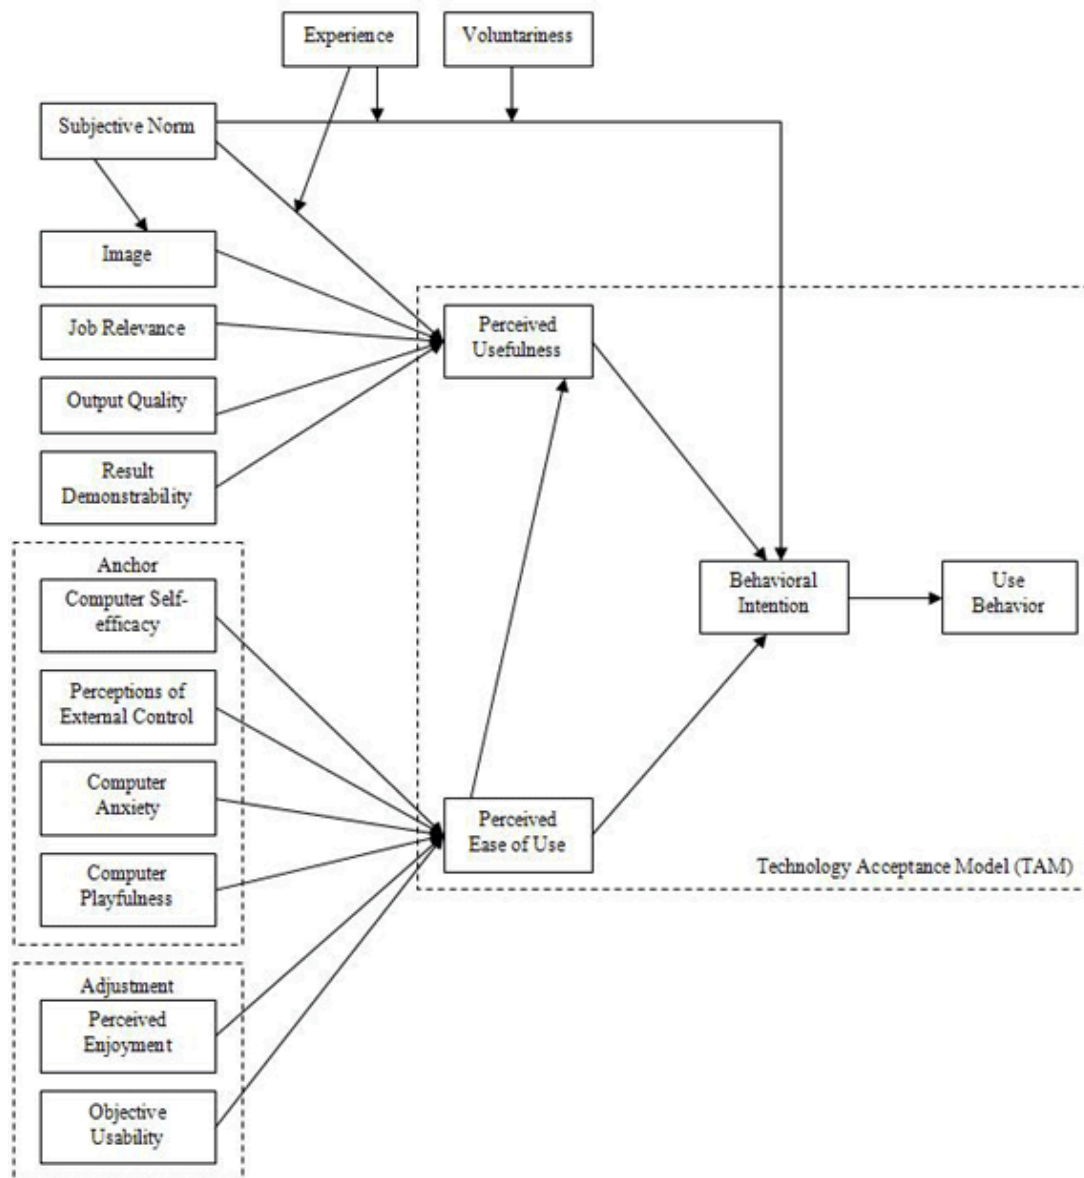 Experience
Voluntariness
Subjective Norm
Image
Job Relevance
Perceived
Usefulness
Output Quality
Result
Demonstrability
Anchor
Computer Self-
efficacy
Behavioral
Intention
Use
Behavior
Perceptions of
External Control
Computer
Anxiety
Perceived
Ease of Use
Technology Acceptance Model (TAM)
Computer
Playfulness
Adjustment
Perceived
Enjoyment
Objective
Usability